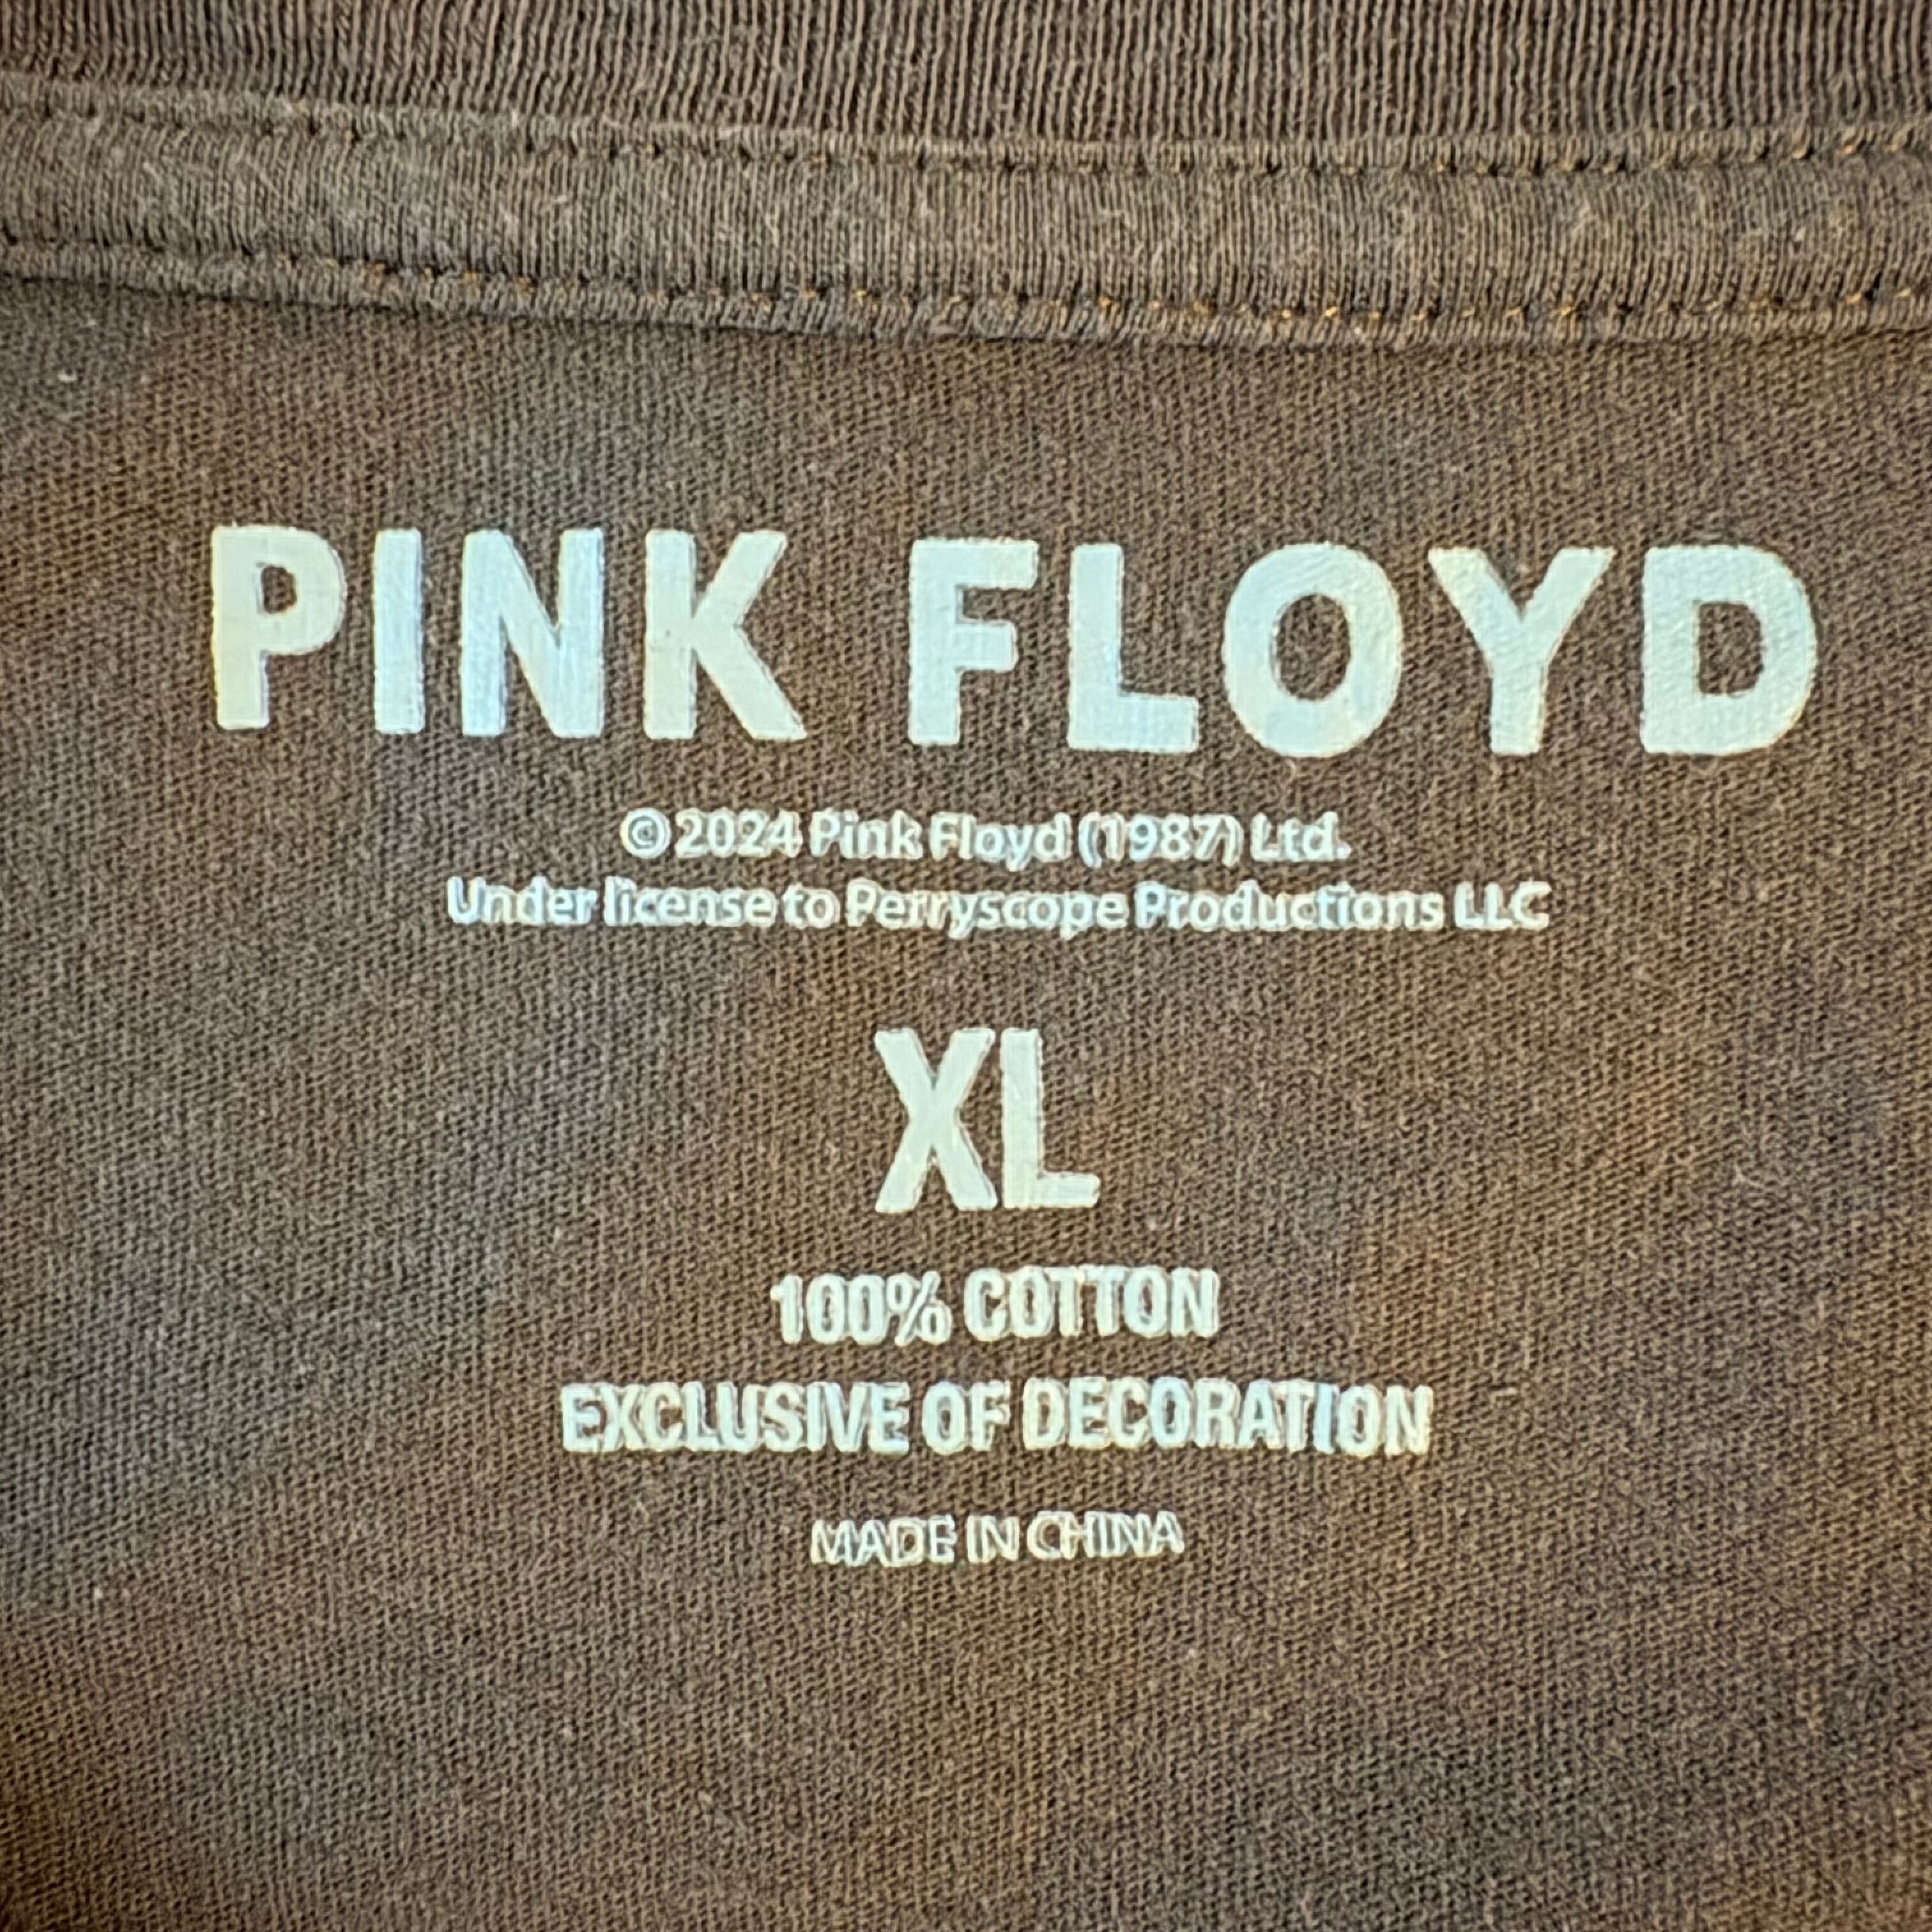 PINK FLOYD
© 2024 Pink Floyd (1987) Ltd.
Under license to Perryscope Productions LLC
XL
100% COTTON
EXCLUSIVE OF DECORATION
MADE IN CHINA